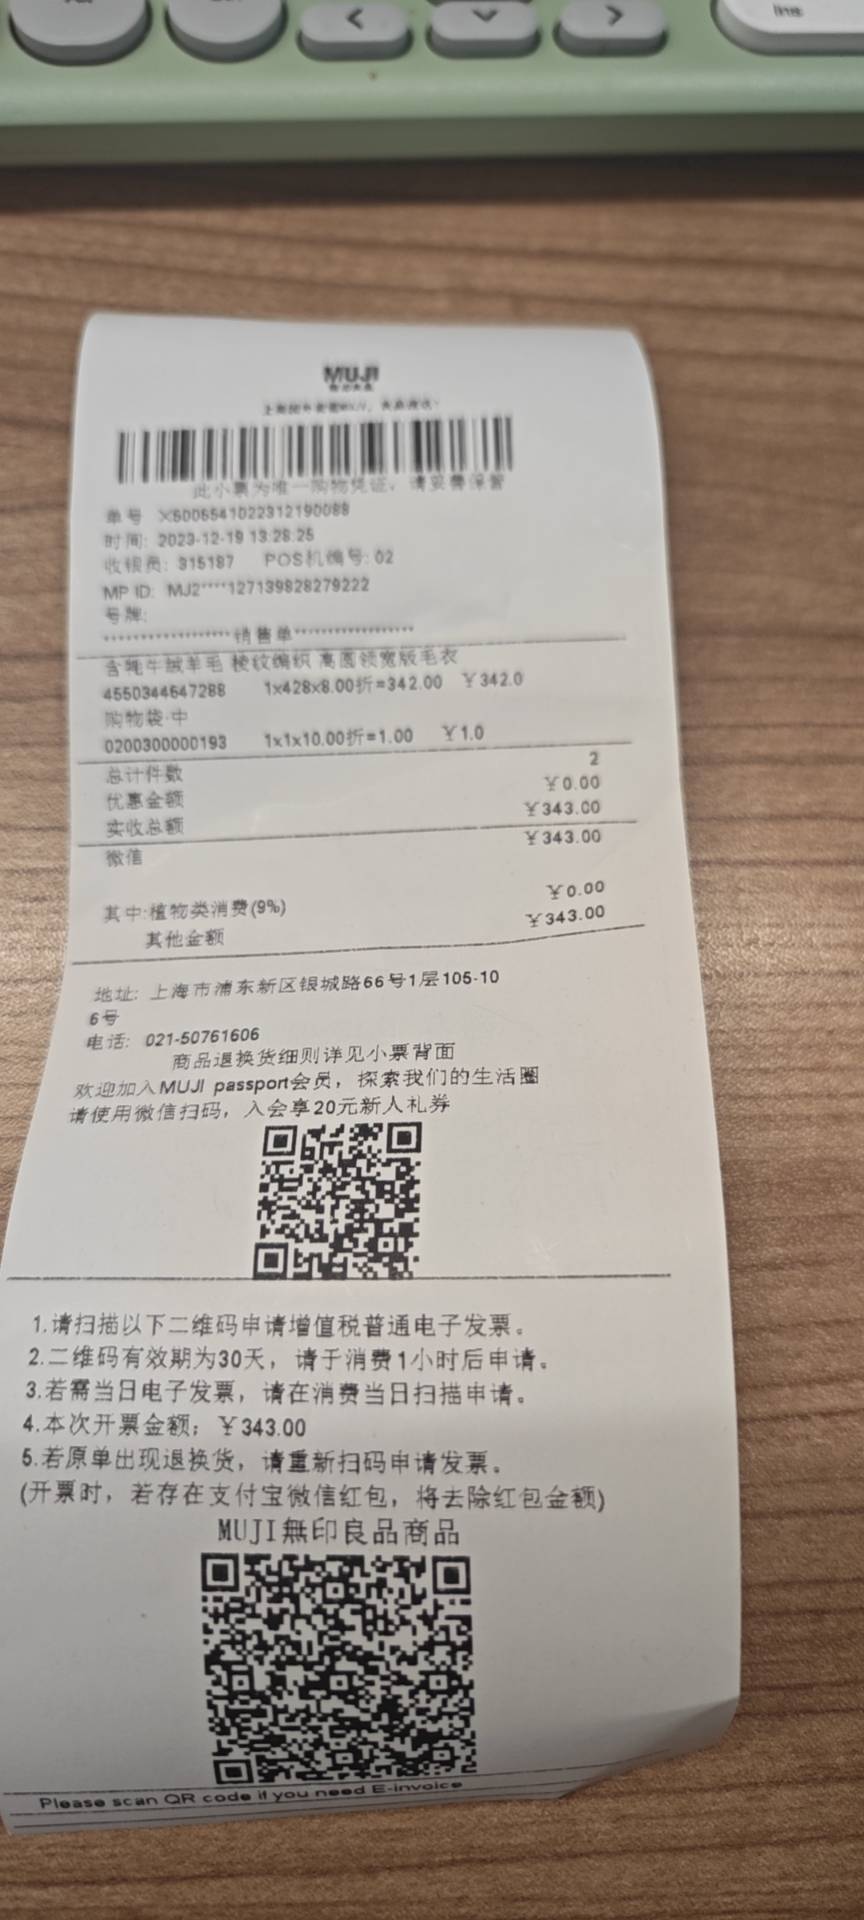 MUJI
此小票为唯一购物凭证，请妥善保管
单号 X6006541022312190088
时间: 2023-12-19 13:28:25
收银员: 315187 POS机编号: 02
MP ID: MJ2****127139828279222
号牌:
销售单
含牦牛绒羊毛 棱纹编织 高圆领宽版毛衣
4550344647288 1x428x8.00折=342.00 ¥342.0
购物袋·中
0200300000193 1x1x10.00折=1.00 ¥1.0
总计件数 2
优惠金额 ¥0.00
实收总额 ¥343.00
微信 ¥343.00
其中:植物类消费(9%) ¥0.00
其他金额 ¥343.00
地址: 上海市浦东新区银城路66号1层105-10
6号
电话: 021-50761606
商品退换货细则详见小票背面
欢迎加入MUJI passport会员，探索我们的生活圈
请使用微信扫码，入会享20元新人礼券
1.请扫描以下二维码申请增值税普通电子发票。
2.二维码有效期为30天，请于消费1小时后申请。
3.若需当日电子发票，请在消费当日扫描申请。
4.本次开票金额：¥343.00
5.若原单出现退换货，请重新扫码申请发票。
(开票时，若存在支付宝微信红包，将去除红包金额)
MUJI無印良品商品
Please scan QR code if you need E-invoice